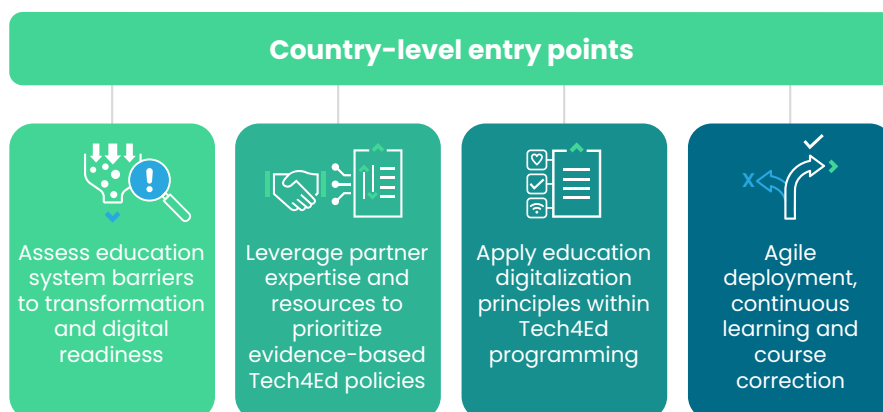 Country-level entry points
Assess education
system barriers
to transformation
and digital
readiness
Leverage partner
expertise and
resources to
prioritize
evidence-based
Tech4Ed policies
Apply education
digitalization
principles within
Tech4Ed
programming
X
Agile
deployment,
continuous
learning and
course
correction